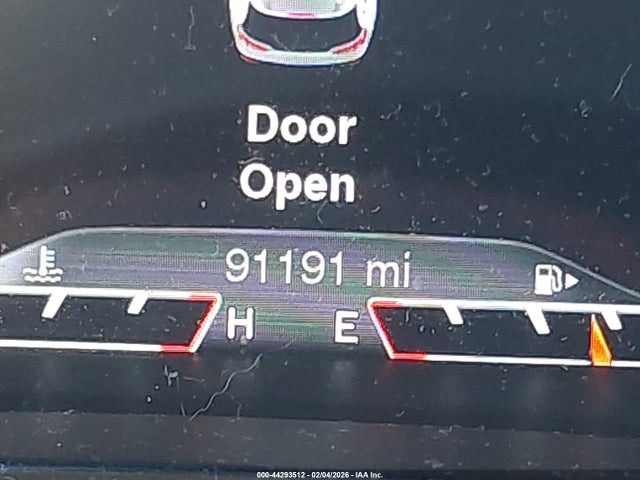 Door
Open
91191 mi
H E
000-44293512 - 02/04/2026 - IAA Inc.